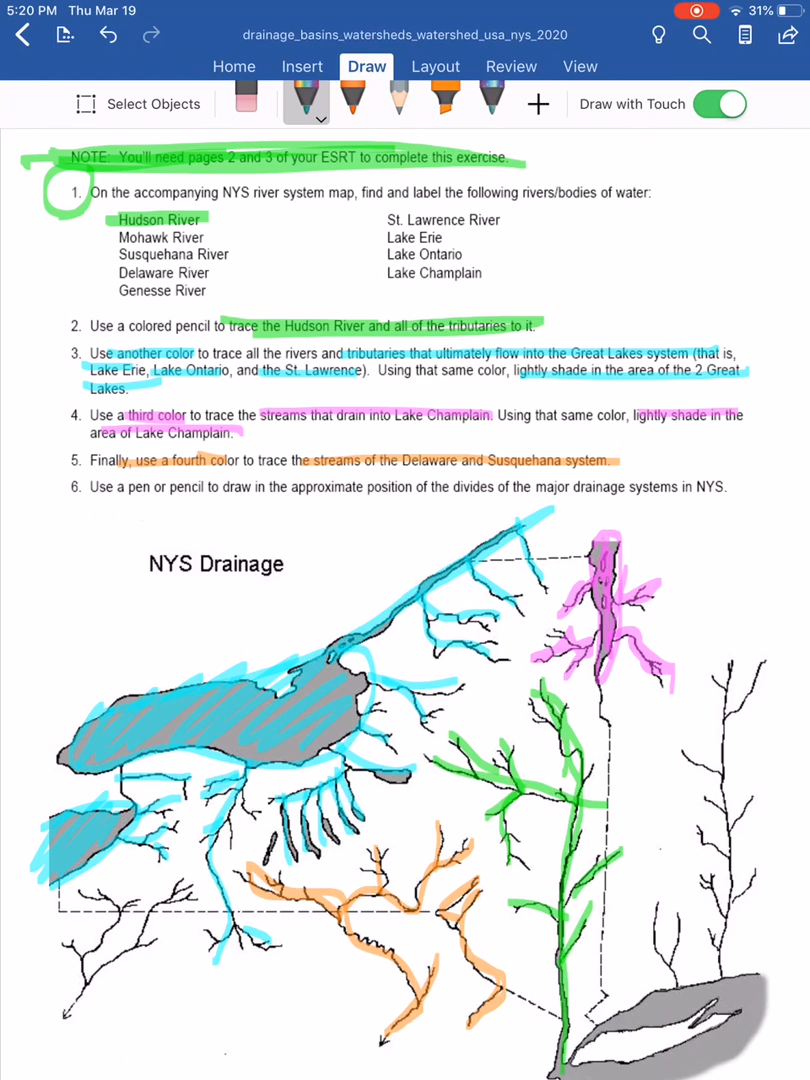 5:20 PM Thu Mar 19 31%
drainage_basins_watersheds_watershed_usa_nys_2020
Home Insert Draw Layout Review View
Select Objects Draw with Touch
NOTE: You'll need pages 2 and 3 of your ESRT to complete this exercise.
1. On the accompanying NYS river system map, find and label the following rivers/bodies of water:
Hudson River St. Lawrence River
Mohawk River Lake Erie
Susquehana River Lake Ontario
Delaware River Lake Champlain
Genesse River
2. Use a colored pencil to trace the Hudson River and all of the tributaries to it.
3. Use another color to trace all the rivers and tributaries that ultimately flow into the Great Lakes system (that is,
Lake Erie, Lake Ontario, and the St. Lawrence). Using that same color, lightly shade in the area of the 2 Great
Lakes.
4. Use a third color to trace the streams that drain into Lake Champlain. Using that same color, lightly shade in the
area of Lake Champlain.
5. Finally, use a fourth color to trace the streams of the Delaware and Susquehana system.
6. Use a pen or pencil to draw in the approximate position of the divides of the major drainage systems in NYS.
NYS Drainage